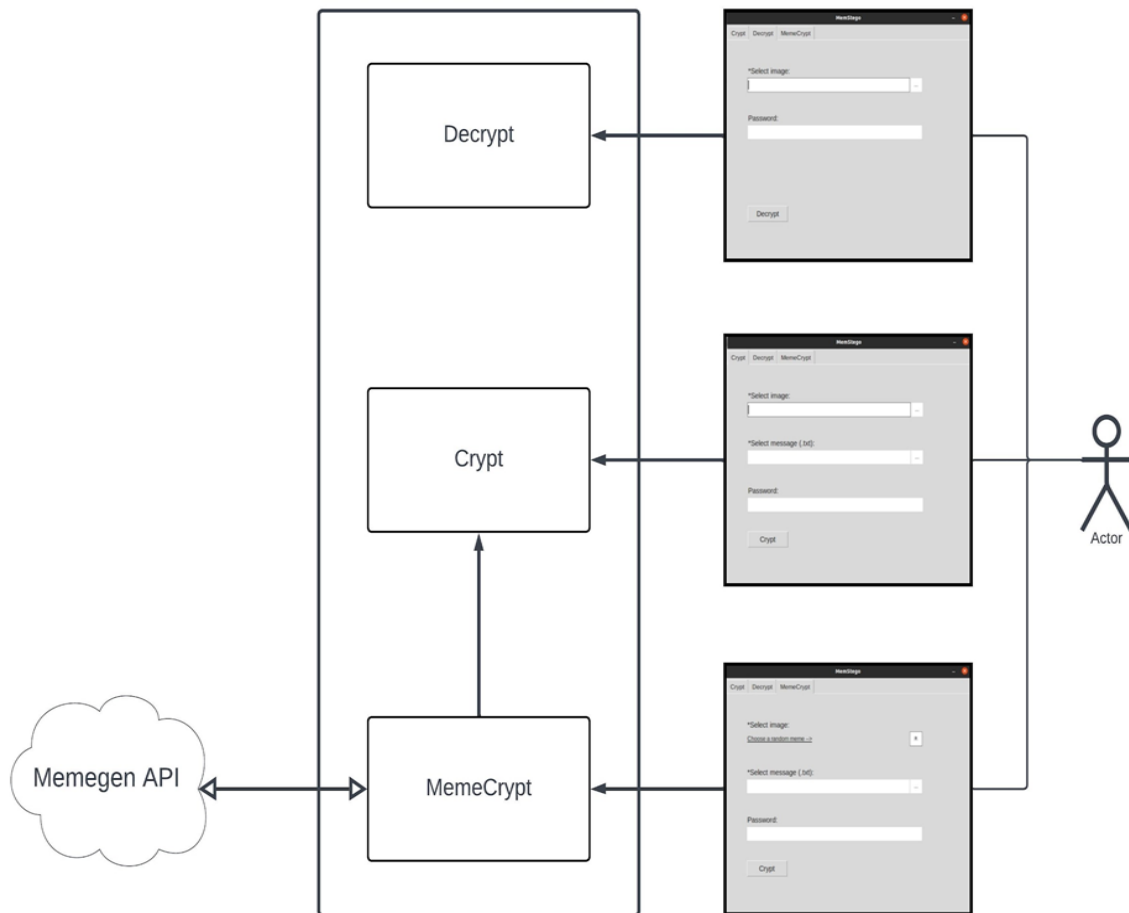 MemStego
Crypt Decrypt MemeCrypt
*Select image:
...
Password:
Decrypt
Decrypt
MemStego
Crypt Decrypt MemeCrypt
*Select image:
...
*Select message (.txt):
...
Password:
Crypt
Crypt
Actor
MemStego
Crypt Decrypt MemeCrypt
*Select image:
Choose a random meme ->
*Select message (.txt):
...
Password:
Crypt
MemeCrypt
Memegen API